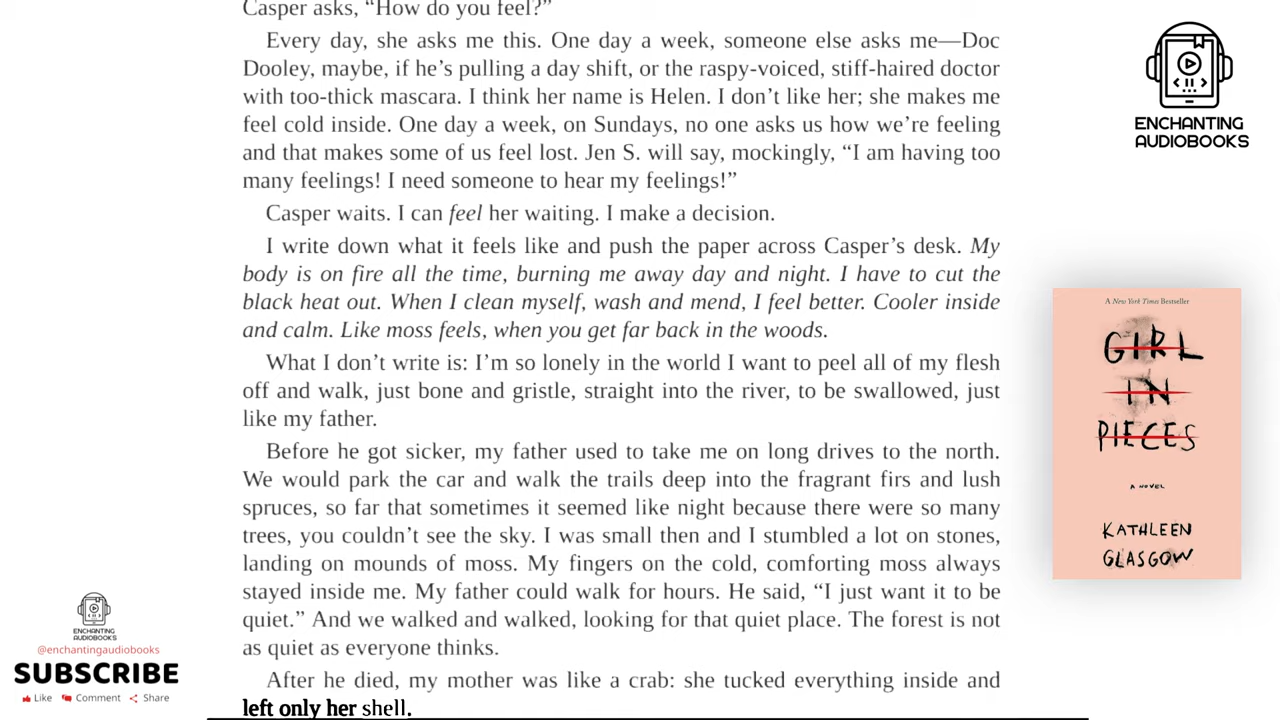 Casper asks, “How do you feel?”
Every day, she asks me this. One day a week, someone else asks me—Doc
Dooley, maybe, if he’s pulling a day shift, or the raspy-voiced, stiff-haired doctor
with too-thick mascara. I think her name is Helen. I don’t like her; she makes me
feel cold inside. One day a week, on Sundays, no one asks us how we’re feeling
and that makes some of us feel lost. Jen S. will say, mockingly, “I am having too
many feelings! I need someone to hear my feelings!”
Casper waits. I can feel her waiting. I make a decision.
I write down what it feels like and push the paper across Casper’s desk. My
body is on fire all the time, burning me away day and night. I have to cut the
black heat out. When I clean myself, wash and mend, I feel better. Cooler inside
and calm. Like moss feels, when you get far back in the woods.
What I don’t write is: I’m so lonely in the world I want to peel all of my flesh
off and walk, just bone and gristle, straight into the river, to be swallowed, just
like my father.
Before he got sicker, my father used to take me on long drives to the north.
We would park the car and walk the trails deep into the fragrant firs and lush
spruces, so far that sometimes it seemed like night because there were so many
trees, you couldn’t see the sky. I was small then and I stumbled a lot on stones,
landing on mounds of moss. My fingers on the cold, comforting moss always
stayed inside me. My father could walk for hours. He said, “I just want it to be
quiet.” And we walked and walked, looking for that quiet place. The forest is not
as quiet as everyone thinks.
After he died, my mother was like a crab: she tucked everything inside and
left only her shell.
ENCHANTING
AUDIOBOOKS
A New York Times Bestseller
GIRL
IN
PIECES
A NOVEL
KATHLEEN
GLASGOW
ENCHANTING
AUDIOBOOKS
@enchantingaudiobooks
SUBSCRIBE
Like Comment Share